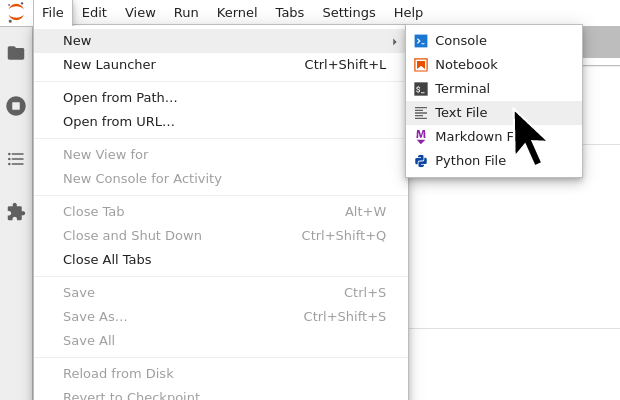 File Edit View Run Kernel Tabs Settings Help
New
New Launcher Ctrl+Shift+L
Open from Path…
Open from URL…
New View for
New Console for Activity
Close Tab Alt+W
Close and Shut Down Ctrl+Shift+Q
Close All Tabs
Save Ctrl+S
Save As… Ctrl+Shift+S
Save All
Reload from Disk
Revert to Checkpoint
Console
Notebook
Terminal
Text File
Markdown F
Python File